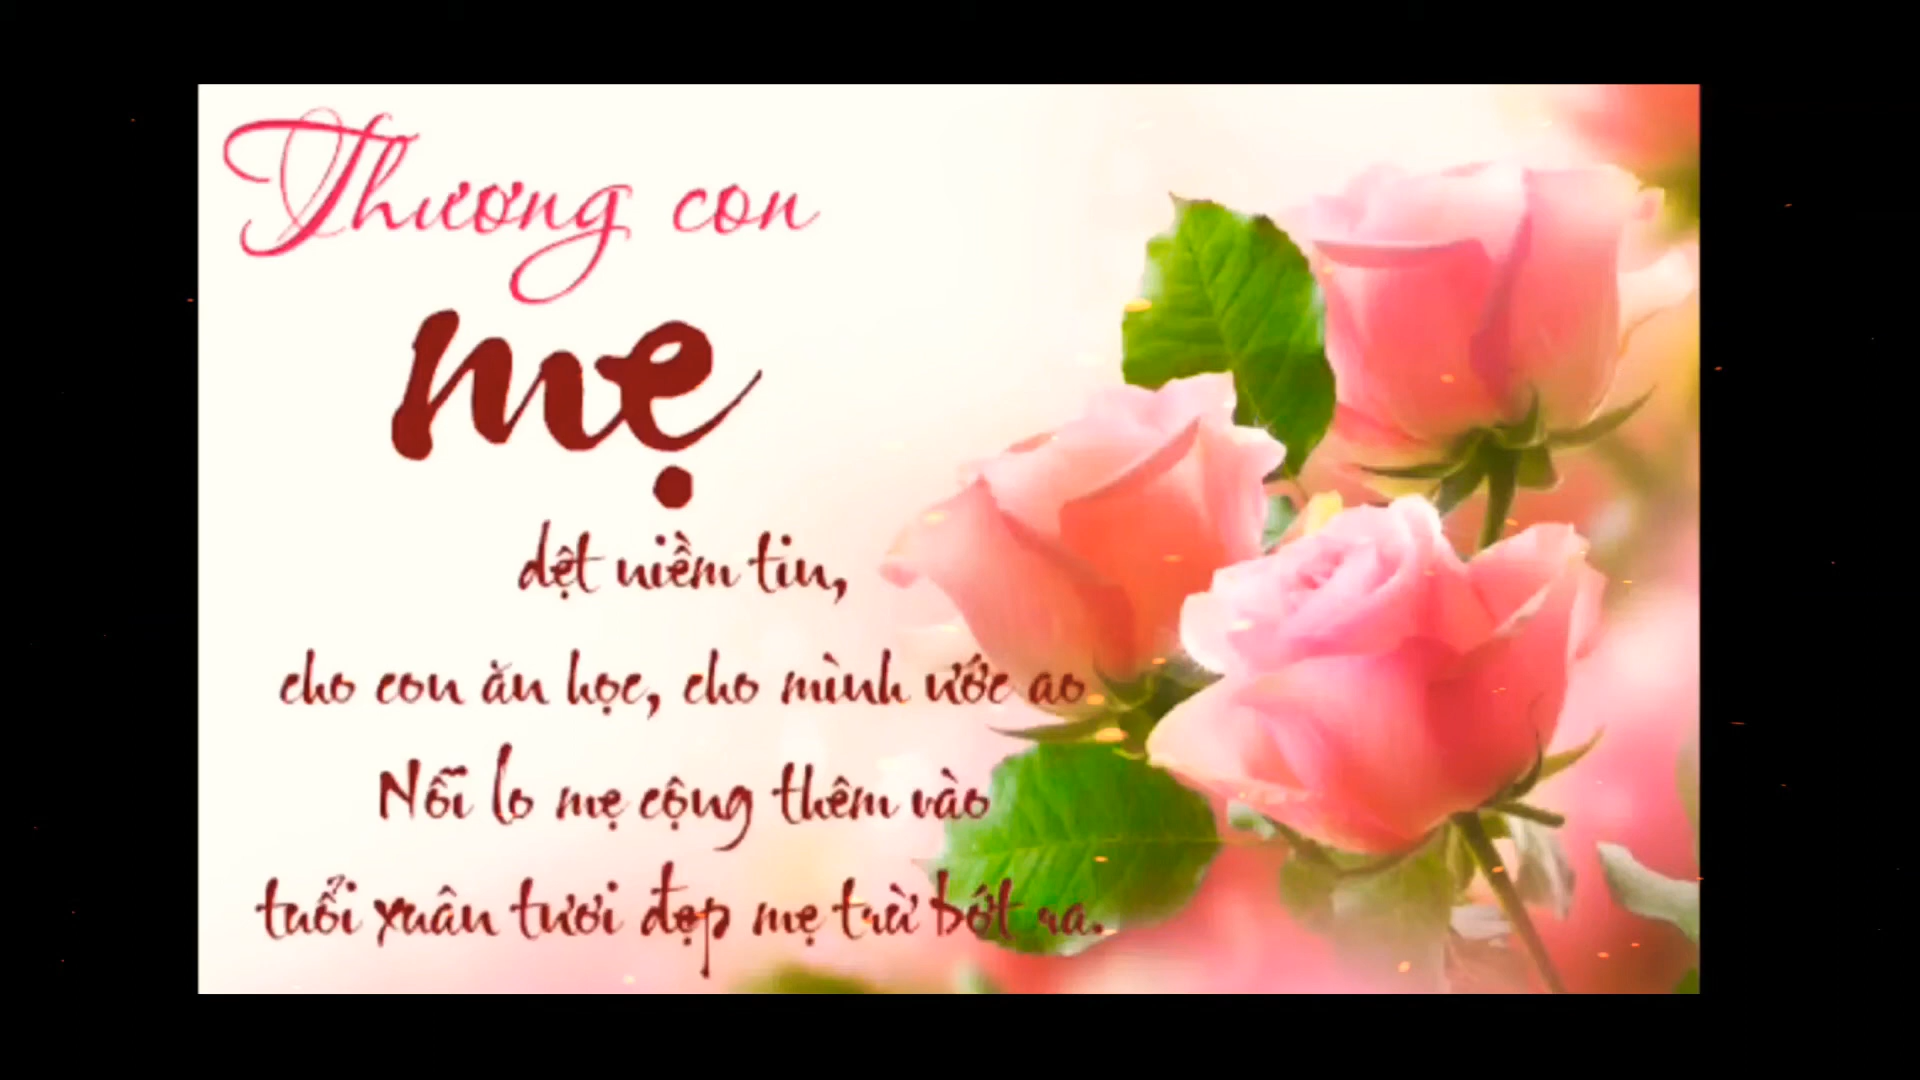 Thương con
mẹ
dệt niềm tin,
cho con ăn học, cho mình ước ao
Nỗi lo mẹ cộng thêm vào
tuổi xuân tươi đẹp mẹ trừ bớt ra.